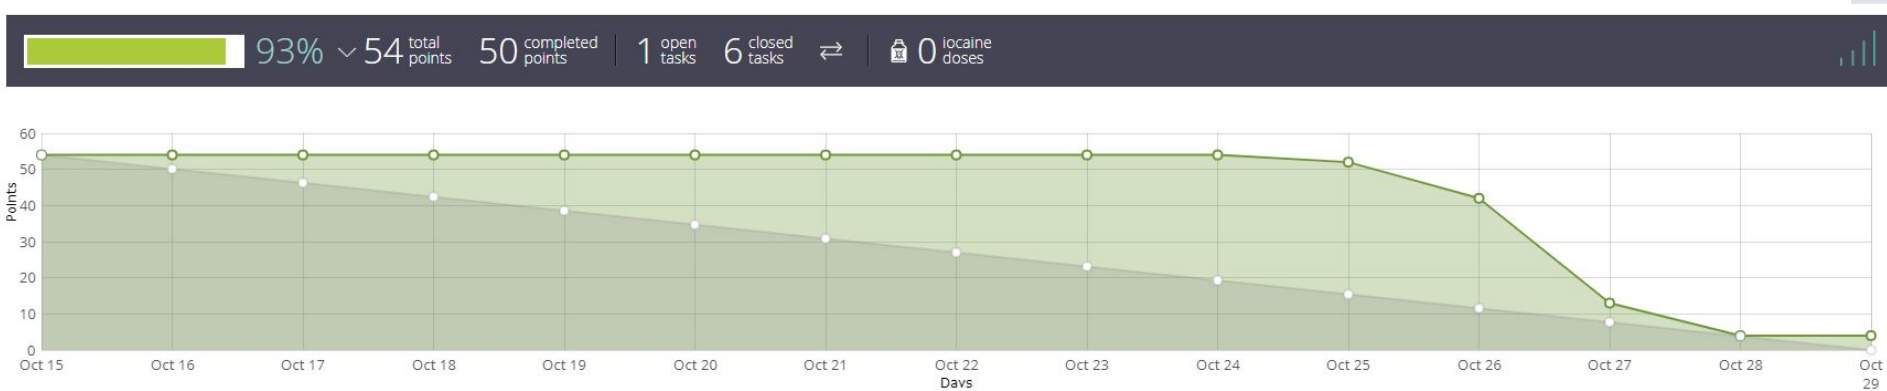 93% 54 total points 50 completed points 1 open tasks 6 closed tasks 0 iocaine doses
60
50
40
30
20
10
0
Points
Oct 15 Oct 16 Oct 17 Oct 18 Oct 19 Oct 20 Oct 21 Oct 22 Oct 23 Oct 24 Oct 25 Oct 26 Oct 27 Oct 28 Oct 29
Days